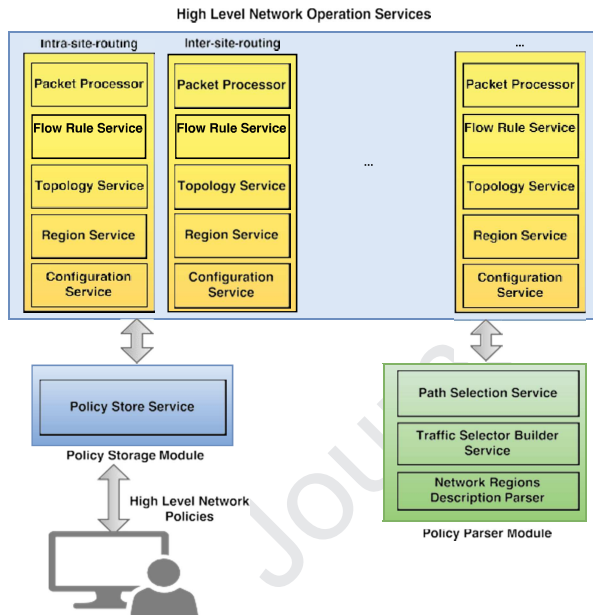 High Level Network Operation Services
Intra-site-routing
Inter-site-routing
...
Packet Processor
Flow Rule Service
Topology Service
Region Service
Configuration
Service
Packet Processor
Flow Rule Service
Topology Service
Region Service
Configuration
Service
...
Packet Processor
Flow Rule Service
Topology Service
Region Service
Configuration
Service
Policy Store Service
Policy Storage Module
High Level Network
Policies
Path Selection Service
Traffic Selector Builder
Service
Network Regions
Description Parser
Policy Parser Module